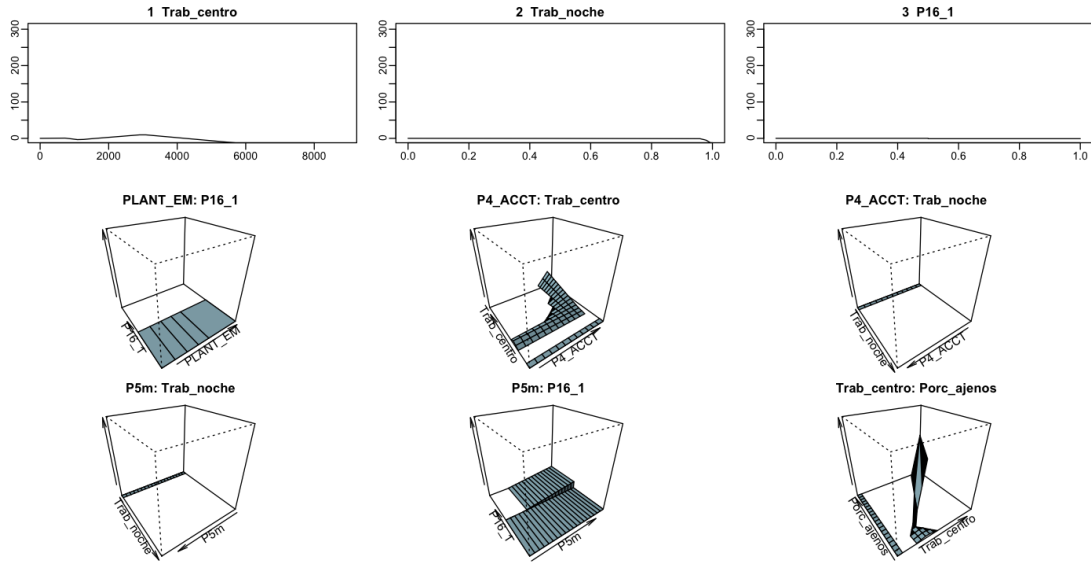 1 Trab_centro
2 Trab_noche
3 P16_1
0 100 200 300
0 100 200 300
0 100 200 300
0 2000 4000 6000 8000
0.0 0.2 0.4 0.6 0.8 1.0
0.0 0.2 0.4 0.6 0.8 1.0
PLANT_EM: P16_1
P4_ACCT: Trab_centro
P4_ACCT: Trab_noche
P16_1
PLANT_EM
Trab_centro
P4_ACCT
Trab_noche
P4_ACCT
P5m: Trab_noche
P5m: P16_1
Trab_centro: Porc_ajenos
Trab_noche
P5m
P16_1
P5m
Porc_ajenos
Trab_centro